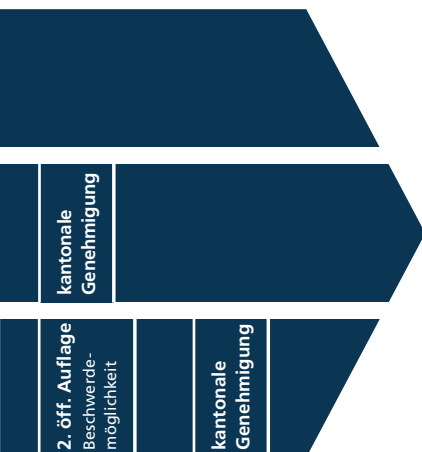 kantonale
Genehmigung
2. öff. Auflage
Beschwerde-
möglichkeit
kantonale
Genehmigung